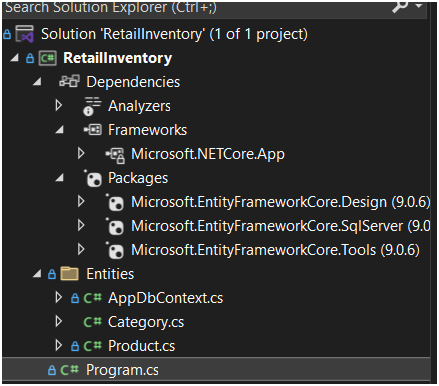 Search Solution Explorer (Ctrl+;)
Solution 'RetailInventory' (1 of 1 project)
C# RetailInventory
Dependencies
Analyzers
Frameworks
Microsoft.NETCore.App
Packages
Microsoft.EntityFrameworkCore.Design (9.0.6)
Microsoft.EntityFrameworkCore.SqlServer (9.0
Microsoft.EntityFrameworkCore.Tools (9.0.6)
Entities
C# AppDbContext.cs
C# Category.cs
C# Product.cs
C# Program.cs